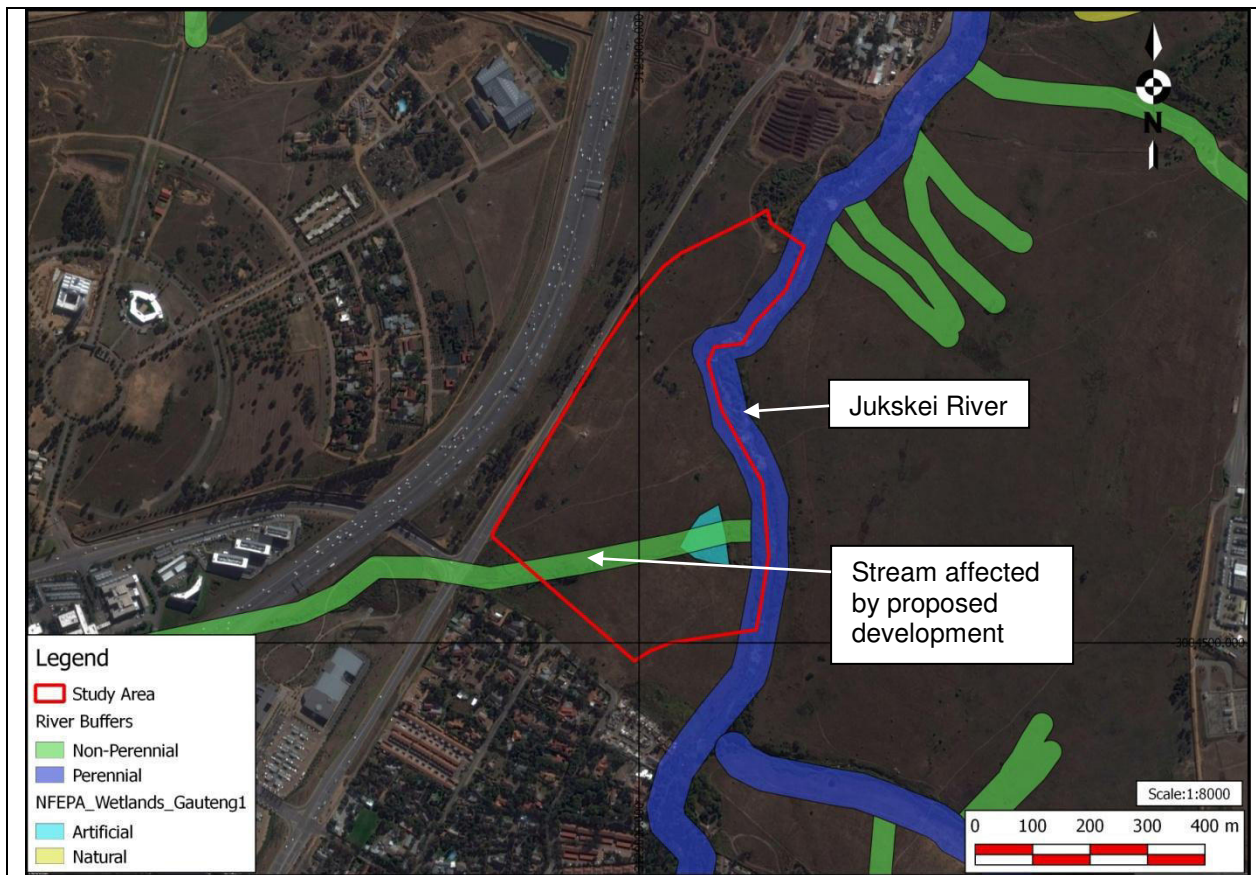 N
Jukskei River
Stream affected
by proposed
development
Legend
Study Area
River Buffers
Non-Perennial
Perennial
NFEPA_Wetlands_Gauteng1
Artificial
Natural
Scale:1:8000
0 100 200 300 400 m